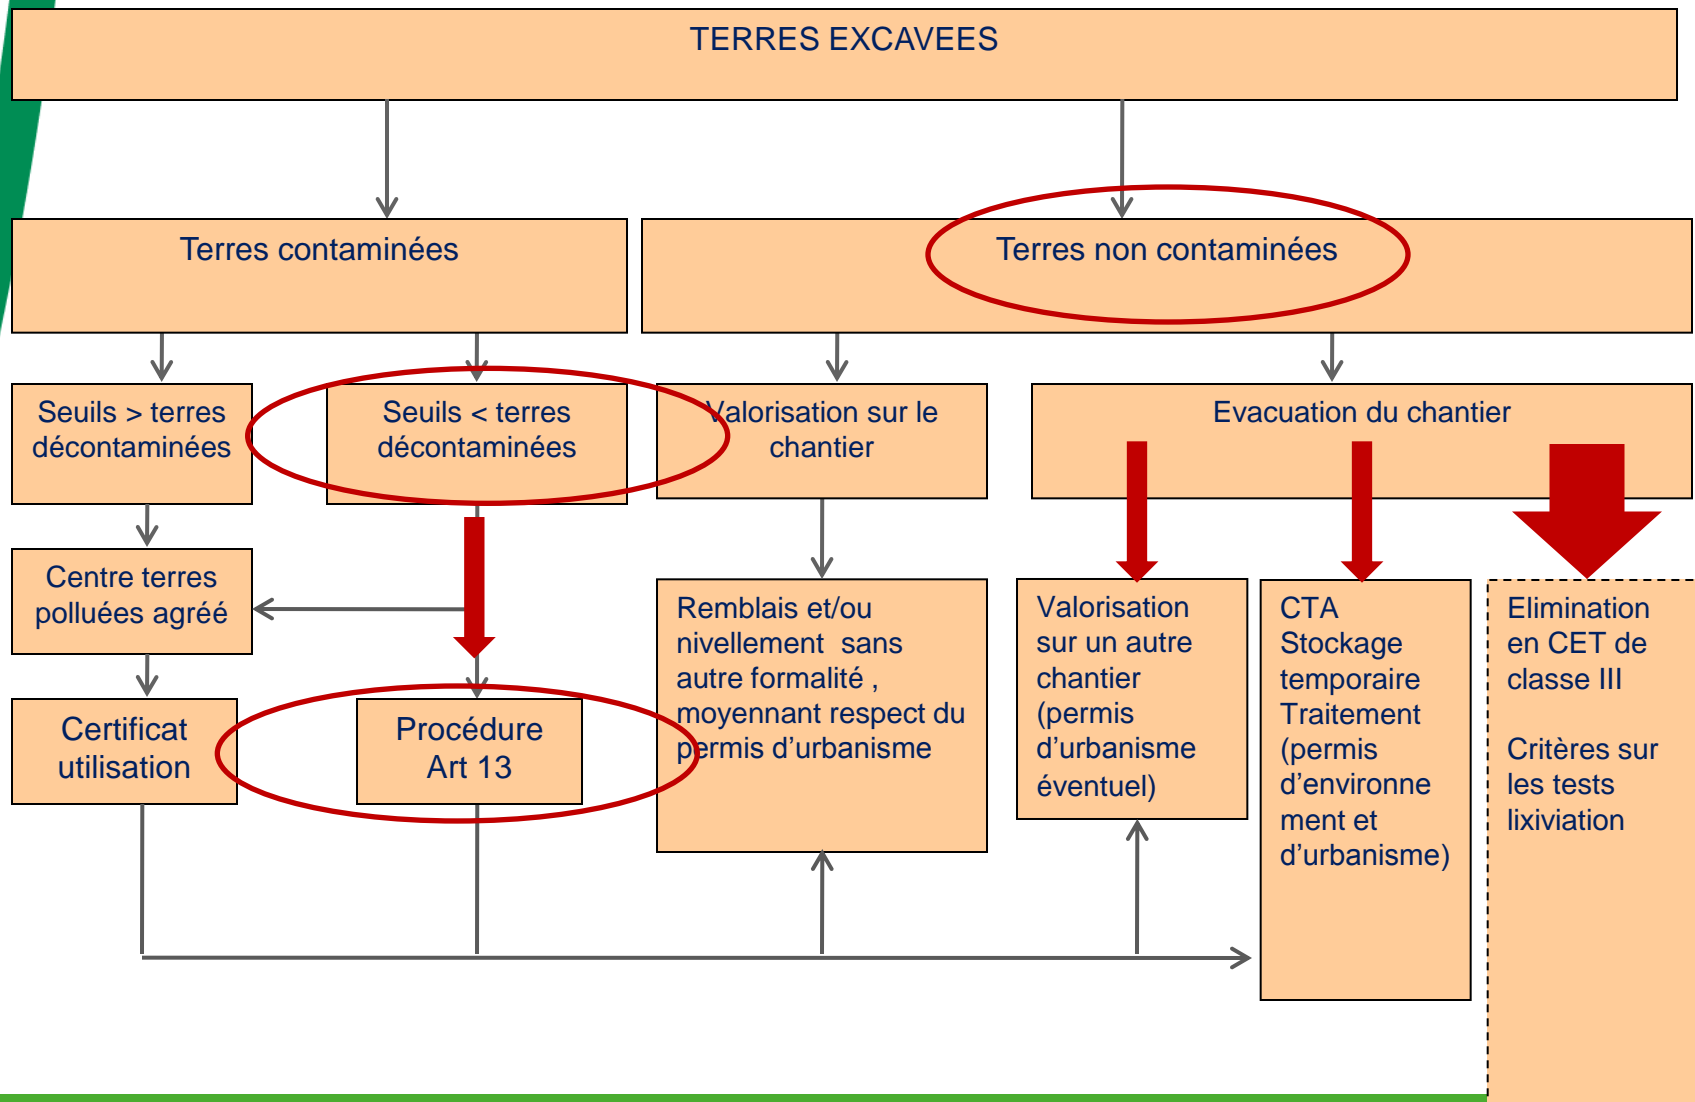 TERRES EXCAVEES
Terres contaminées
Terres non contaminées
Seuils > terres
décontaminées
Seuils < terres
décontaminées
Valorisation sur le
chantier
Evacuation du chantier
Centre terres
polluées agréé
Certificat
utilisation
Procédure
Art 13
Remblais et/ou
nivellement sans
autre formalité ,
moyennant respect du
permis d’urbanisme
Valorisation
sur un autre
chantier
(permis
d’urbanisme
éventuel)
CTA
Stockage
temporaire
Traitement
(permis
d’environne
ment et
d’urbanisme)
Elimination
en CET de
classe III
Critères sur
les tests
lixiviation